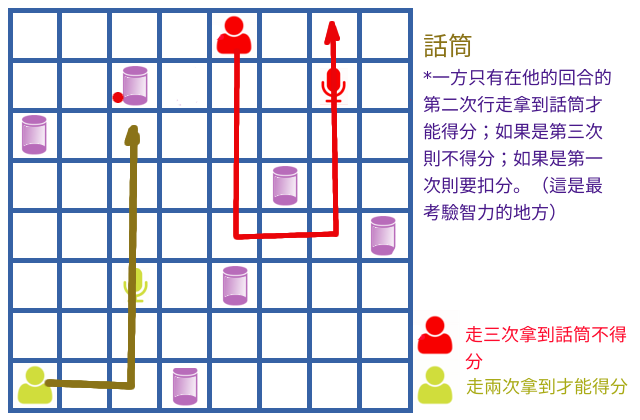 話筒
*一方只有在他的回合的
第二次行走拿到話筒才
能得分；如果是第三次
則不得分；如果是第一
次則要扣分。（這是最
考驗智力的地方）
走三次拿到話筒不得
分
走兩次拿到才能得分